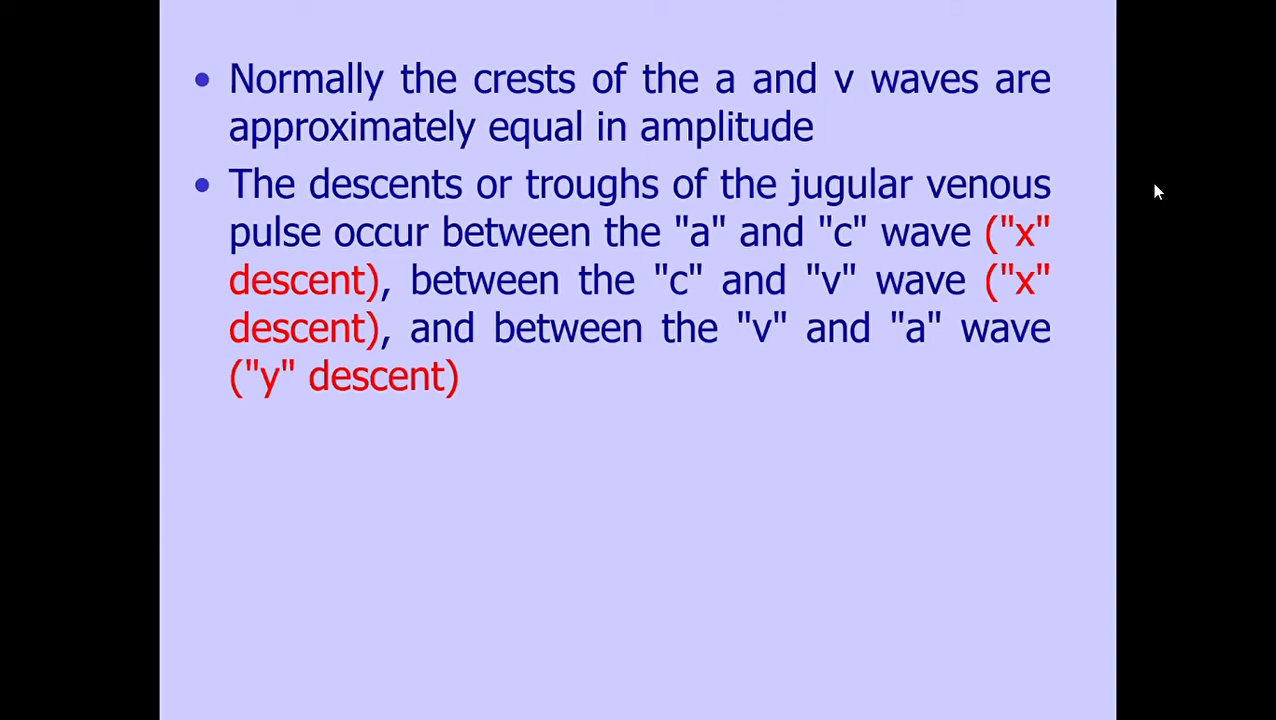 • Normally the crests of the a and v waves are
approximately equal in amplitude
• The descents or troughs of the jugular venous
pulse occur between the "a" and "c" wave ("x"
descent), between the "c" and "v" wave ("x"
descent), and between the "v" and "a" wave
("y" descent)